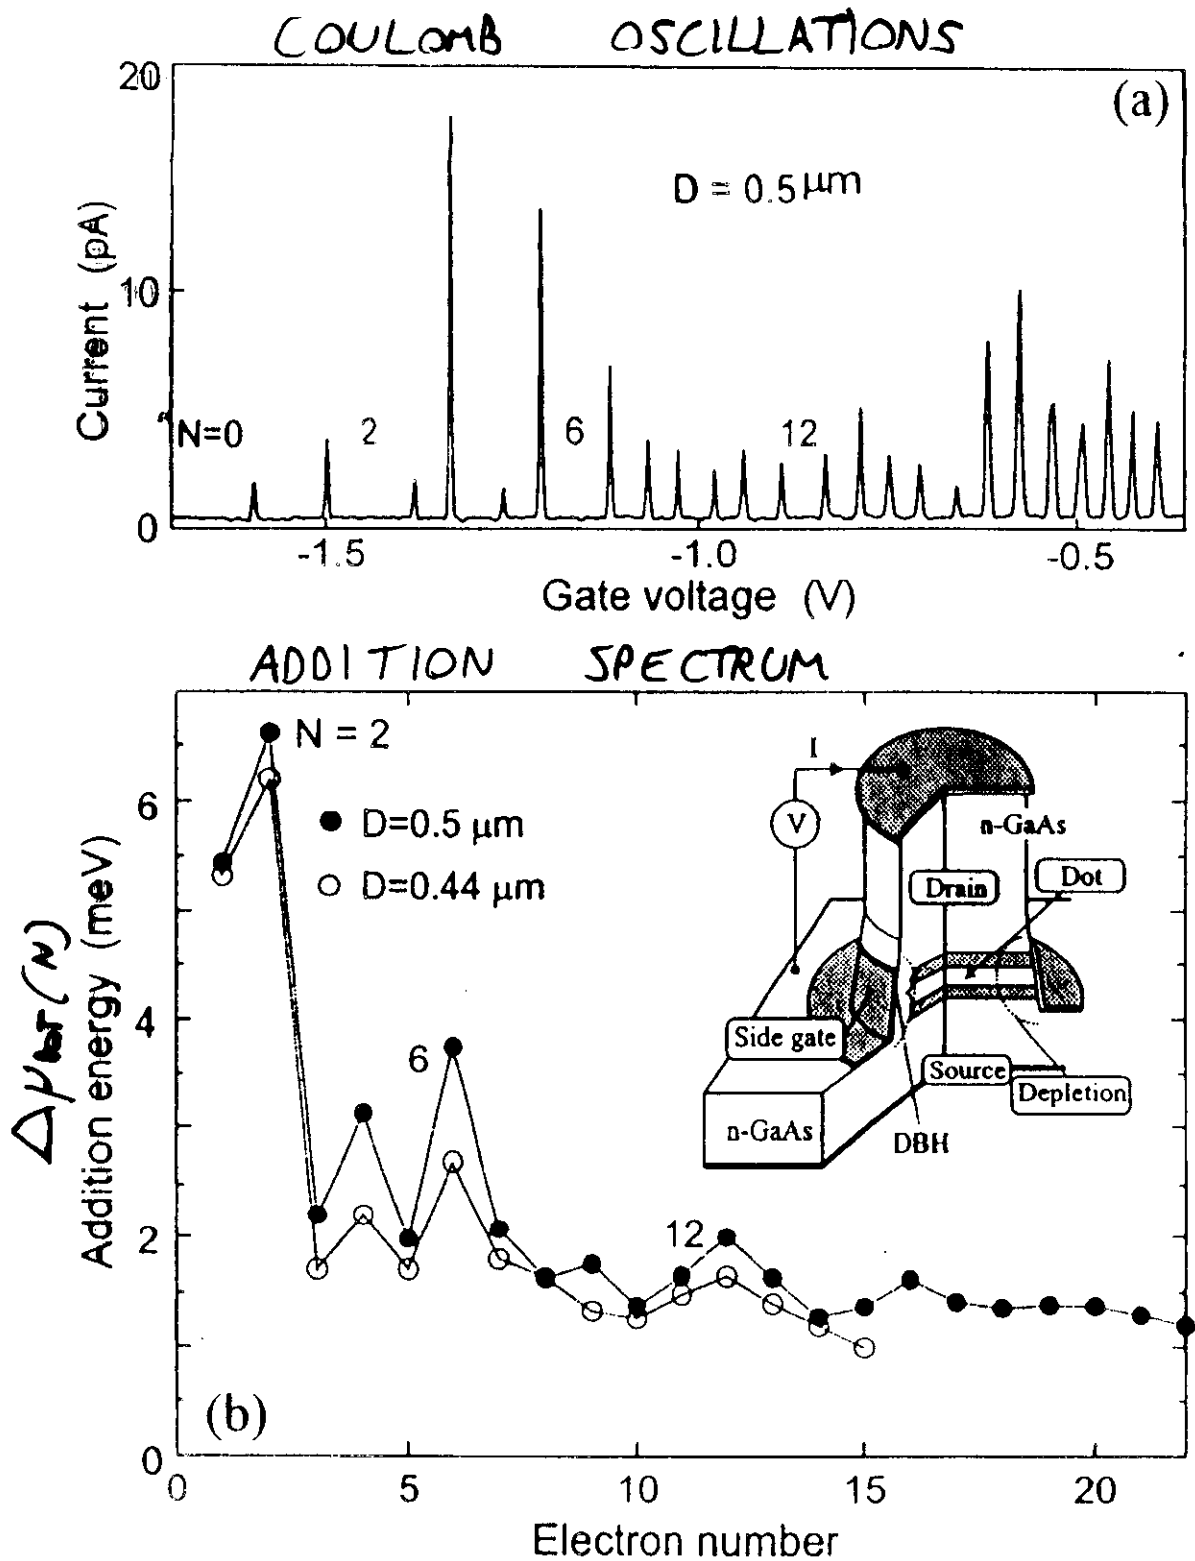 COULOMB OSCILLATIONS
20
(a)
D = 0.5 μm
Current (pA)
10
N=0 2 6 12
0
-1.5 -1.0 -0.5
Gate voltage (V)
ADDITION SPECTRUM
N = 2
● D=0.5 μm
○ D=0.44 μm
I
V
n-GaAs
Drain
Dot
Side gate
Source
Depletion
n-GaAs
DBH
6
4
2
0
6
12
Addition energy (meV)
Δμdot(N)
(b)
0 5 10 15 20
Electron number